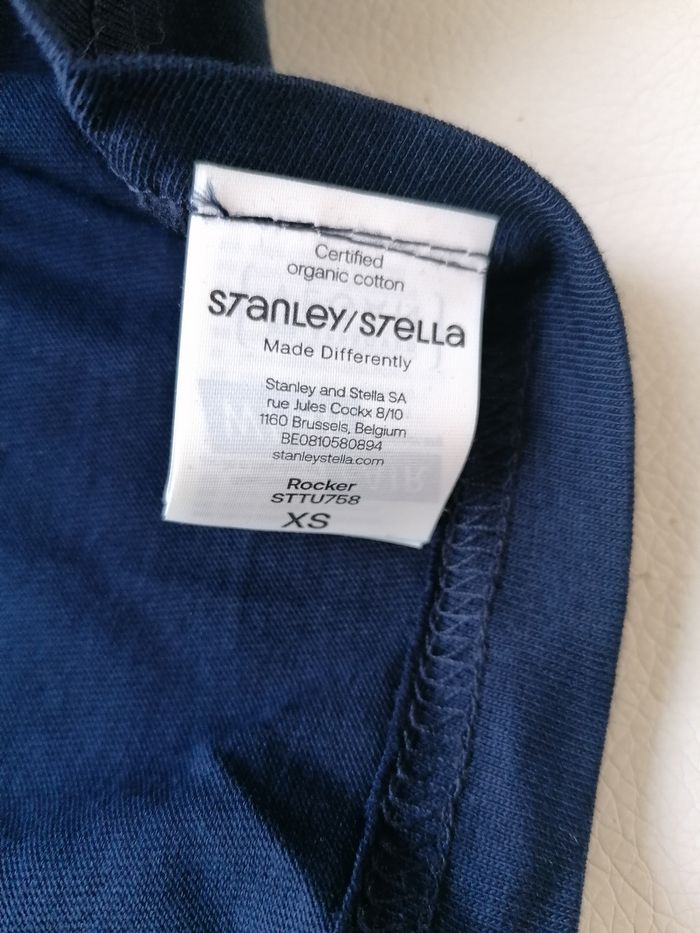 Certified
organic cotton
STANLEY/STELLA
Made Differently
Stanley and Stella SA
rue Jules Cockx 8/10
1160 Brussels, Belgium
BE0810580894
stanleystella.com
Rocker
STTU758
XS